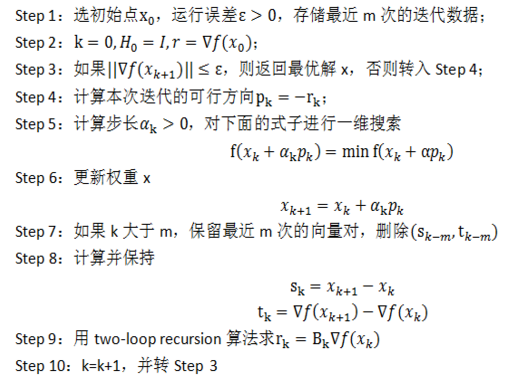 Step 1：选初始点x₀，运行误差ε > 0，存储最近 m 次的迭代数据；
Step 2：k = 0, H₀ = I, r = ∇f(x₀)；
Step 3：如果||∇f(xₖ₊₁)|| ≤ ε，则返回最优解 x，否则转入 Step 4；
Step 4：计算本次迭代的可行方向pₖ = −rₖ；
Step 5：计算步长αₖ > 0，对下面的式子进行一维搜索
f(xₖ + αₖpₖ) = min f(xₖ + αpₖ)
Step 6：更新权重 x
xₖ₊₁ = xₖ + αₖpₖ
Step 7：如果 k 大于 m，保留最近 m 次的向量对，删除(sₖ₋ₘ, tₖ₋ₘ)
Step 8：计算并保持
sₖ = xₖ₊₁ − xₖ
tₖ = ∇f(xₖ₊₁) − ∇f(xₖ)
Step 9：用 two-loop recursion 算法求rₖ = Bₖ∇f(xₖ)
Step 10：k=k+1，并转 Step 3